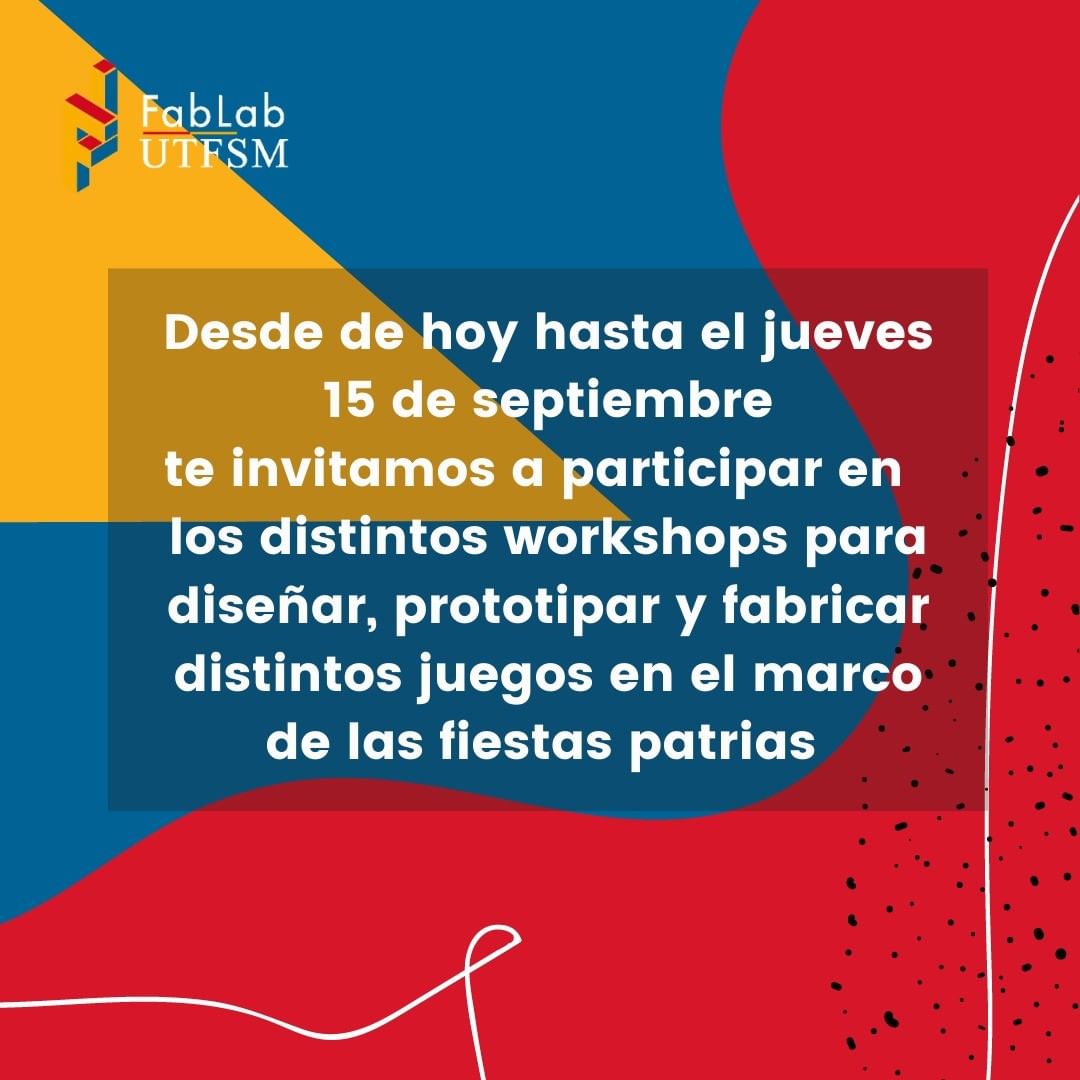 FabLab
UTFSM
Desde de hoy hasta el jueves
15 de septiembre
te invitamos a participar en
los distintos workshops para
diseñar, prototipar y fabricar
distintos juegos en el marco
de las fiestas patrias